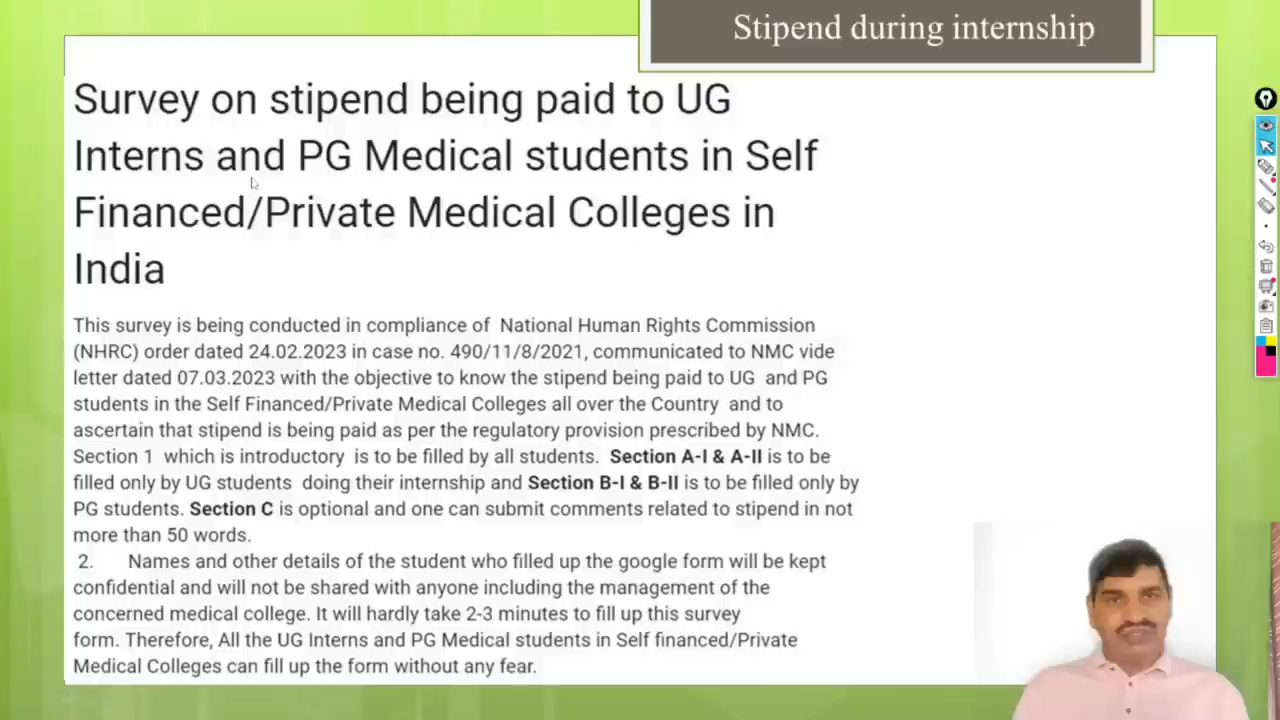 Stipend during internship
Survey on stipend being paid to UG
Interns and PG Medical students in Self
Financed/Private Medical Colleges in
India
This survey is being conducted in compliance of National Human Rights Commission
(NHRC) order dated 24.02.2023 in case no. 490/11/8/2021, communicated to NMC vide
letter dated 07.03.2023 with the objective to know the stipend being paid to UG and PG
students in the Self Financed/Private Medical Colleges all over the Country and to
ascertain that stipend is being paid as per the regulatory provision prescribed by NMC.
Section 1 which is introductory is to be filled by all students. Section A-I & A-II is to be
filled only by UG students doing their internship and Section B-I & B-II is to be filled only by
PG students. Section C is optional and one can submit comments related to stipend in not
more than 50 words.
2. Names and other details of the student who filled up the google form will be kept
confidential and will not be shared with anyone including the management of the
concerned medical college. It will hardly take 2-3 minutes to fill up this survey
form. Therefore, All the UG Interns and PG Medical students in Self financed/Private
Medical Colleges can fill up the form without any fear.